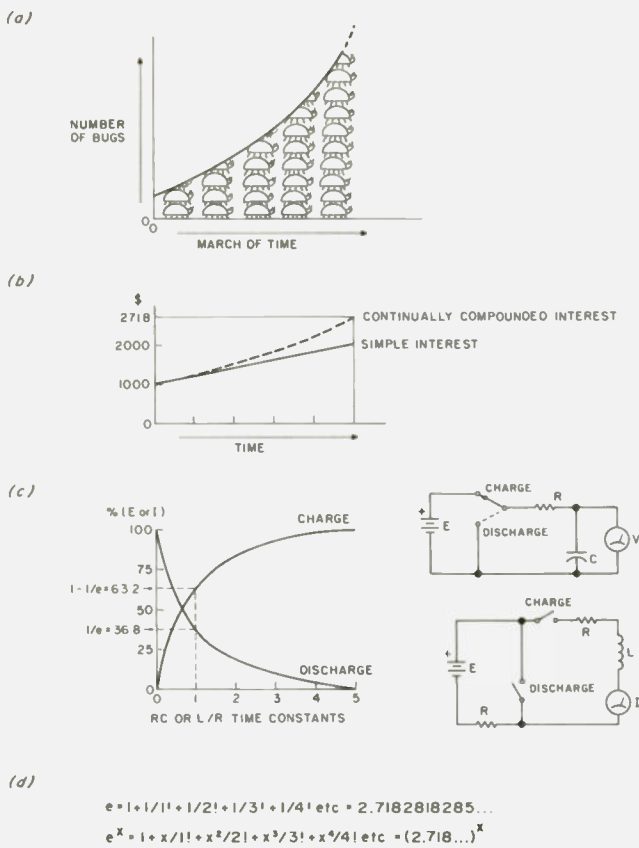 (a)
NUMBER
OF BUGS
0
0
MARCH OF TIME
(b)
$
2718
CONTINUALLY COMPOUNDED INTEREST
2000
SIMPLE INTEREST
1000
0
TIME
(c)
% (E or I)
100
CHARGE
75
1 - 1/e = 63.2
50
1/e = 36.8
25
DISCHARGE
0
0 1 2 3 4 5
RC OR L/R TIME CONSTANTS
CHARGE
R
+
E
DISCHARGE
C
V
CHARGE
R
+
E
L
DISCHARGE
R
I
(d)
e = 1 + 1/1! + 1/2! + 1/3! + 1/4! etc = 2.7182818285...
eˣ = 1 + x/1! + x²/2! + x³/3! + x⁴/4! etc = (2.718...)ˣ